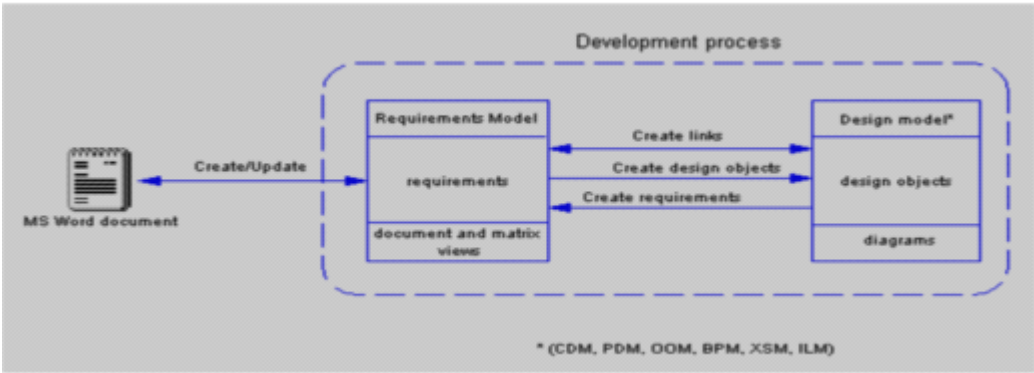 Development process
Requirements Model
Design model*
Create links
Create/Update
Create design objects
requirements
design objects
Create requirements
MS Word document
document and matrix
views
diagrams
* (CDM, PDM, OOM, BPM, XSM, ILM)